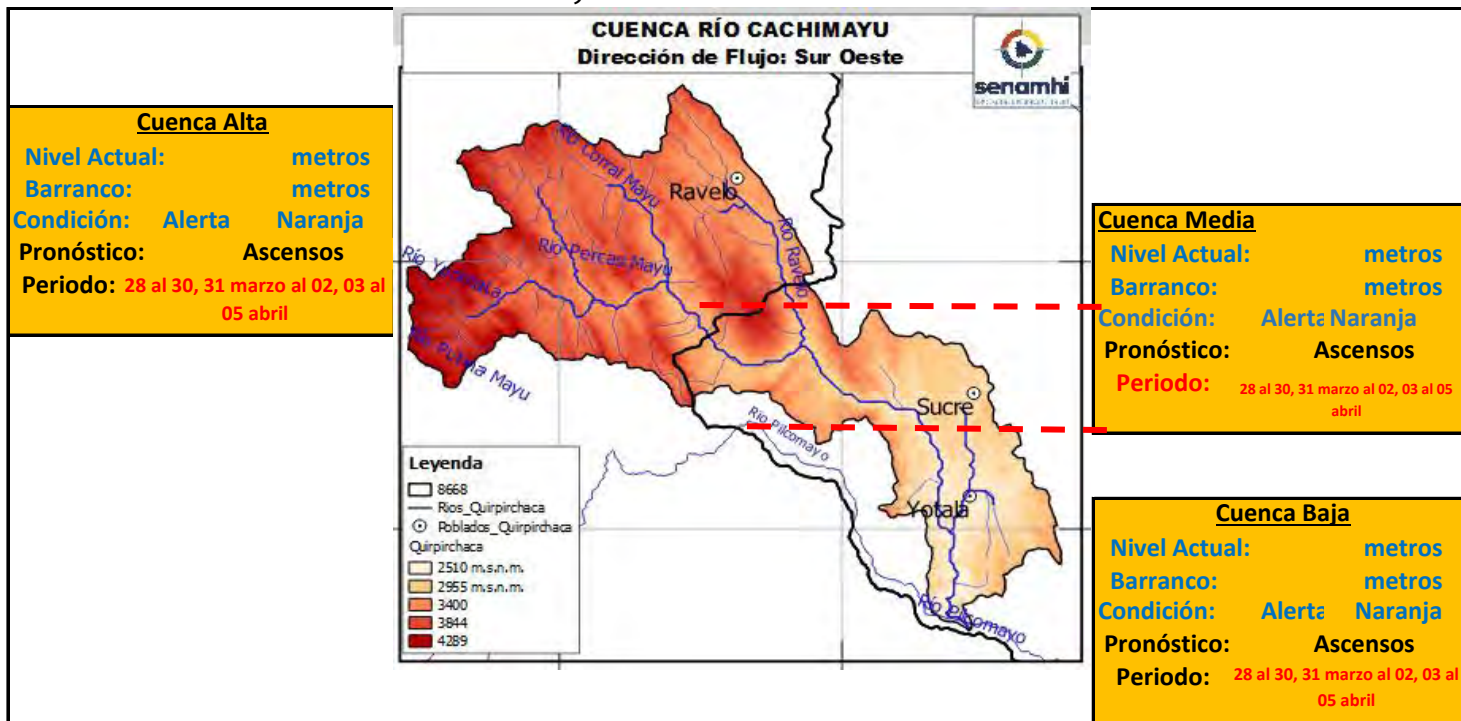 CUENCA RÍO CACHIMAYU
Dirección de Flujo: Sur Oeste
senamhi
Cuenca Alta
Nivel Actual: metros
Barranco: metros
Condición: Alerta Naranja
Pronóstico: Ascensos
Periodo: 28 al 30, 31 marzo al 02, 03 al
05 abril
Río Corral Mayu
Ravelo
Río Ravelo
Río Percas Mayu
Mayu
Sucre
Río Pilcomayo
Yotala
Río Pilcomayo
Leyenda
8668
Rios_Quirpirchaca
Poblados_Quirpirchaca
Quirpirchaca
2510 m.s.n.m.
2955 m.s.n.m.
3400
3844
4289
Cuenca Media
Nivel Actual: metros
Barranco: metros
Condición: Alerta Naranja
Pronóstico: Ascensos
Periodo: 28 al 30, 31 marzo al 02, 03 al 05
abril
Cuenca Baja
Nivel Actual: metros
Barranco: metros
Condición: Alerta Naranja
Pronóstico: Ascensos
Periodo: 28 al 30, 31 marzo al 02, 03 al
05 abril